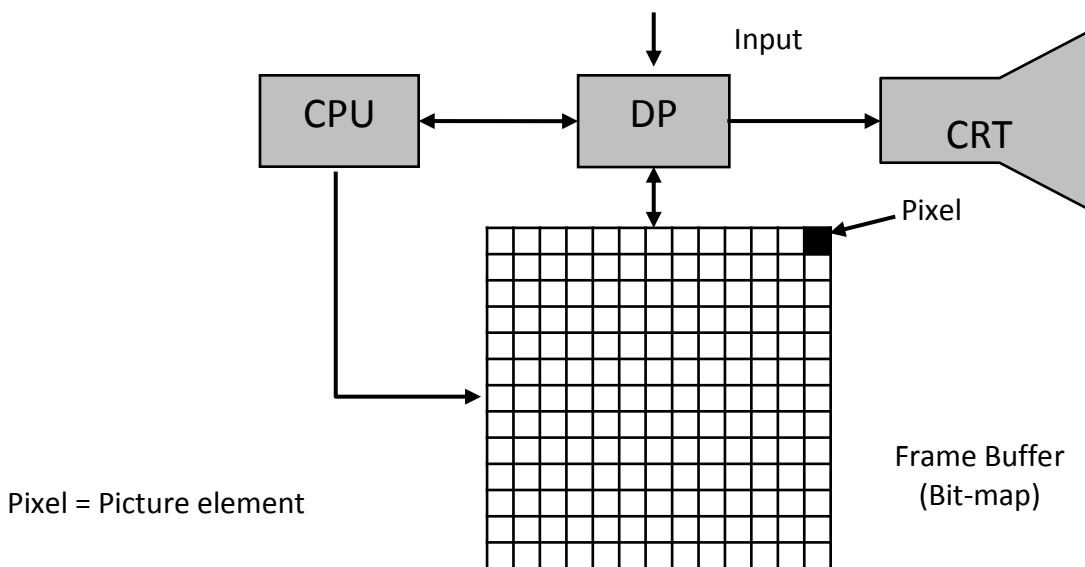 Input
CPU
DP
CRT
Pixel
Frame Buffer
(Bit-map)
Pixel = Picture element